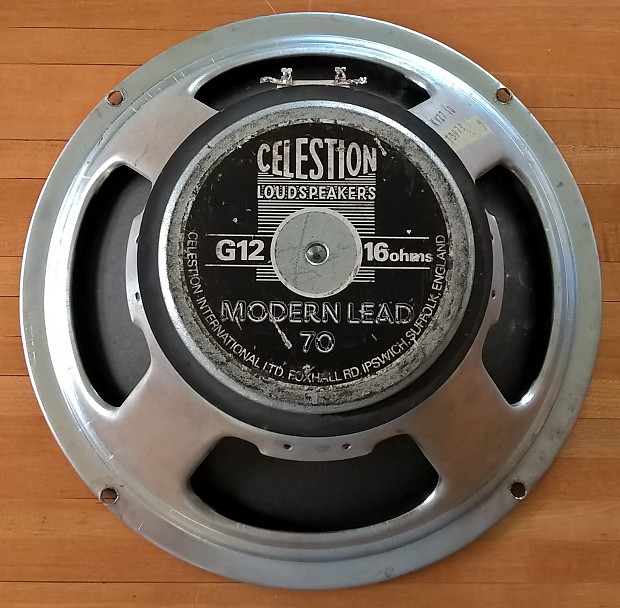 CELESTION
LOUDSPEAKERS
G12 16ohms
MODERN LEAD
70
CELESTION INTERNATIONAL LTD. FOXHALL RD, IPSWICH, SUFFOLK, ENGLAND